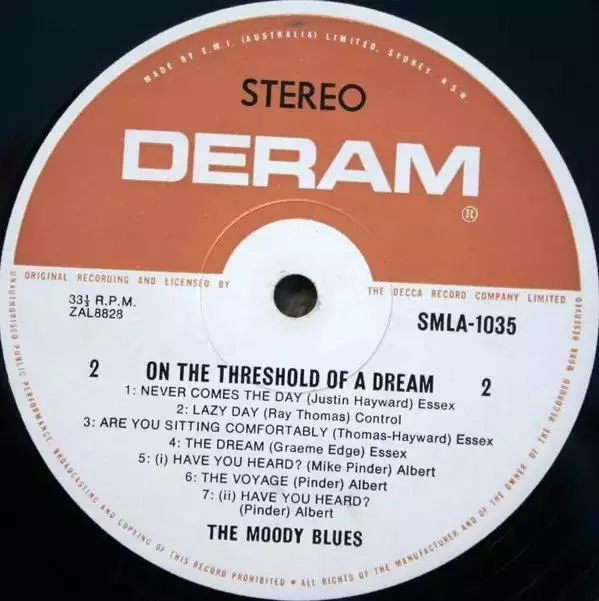 MADE BY E.M.I. (AUSTRALIA) LIMITED, SYDNEY, N.S.W.
STEREO
DERAM
®
ORIGINAL RECORDING AND LICENSED BY
THE DECCA RECORD COMPANY LIMITED
33⅓ R.P.M.
ZAL8828
SMLA-1035
2 ON THE THRESHOLD OF A DREAM 2
1: NEVER COMES THE DAY (Justin Hayward) Essex
2: LAZY DAY (Ray Thomas) Control
3: ARE YOU SITTING COMFORTABLY (Thomas-Hayward) Essex
4: THE DREAM (Graeme Edge) Essex
5: (i) HAVE YOU HEARD? (Mike Pinder) Albert
6: THE VOYAGE (Pinder) Albert
7: (ii) HAVE YOU HEARD?
(Pinder) Albert
THE MOODY BLUES
UNAUTHORISED PUBLIC PERFORMANCE, BROADCASTING AND COPYING OF THIS RECORD PROHIBITED • ALL RIGHTS OF THE MANUFACTURER AND OF THE OWNER OF THE RECORDED WORK RESERVED